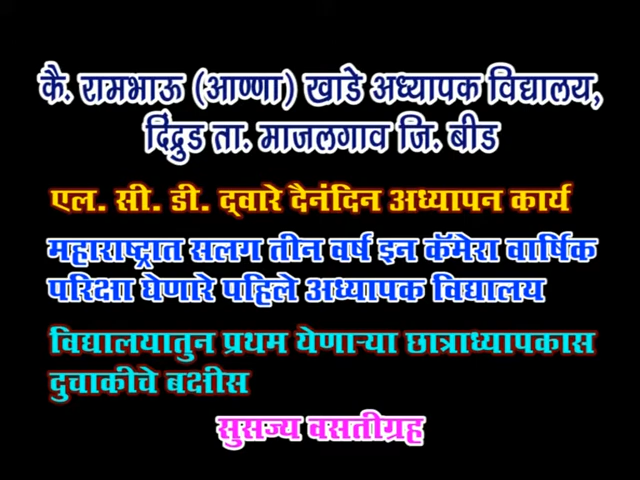 कै. रामभाऊ (आण्णा) खाडे अध्यापक विद्यालय,
दिंद्रुड ता. माजलगाव जि. बीड
एल. सी. डी. द्वारे दैनंदिन अध्यापन कार्य
महाराष्ट्रात सलग तीन वर्ष इन कॅमेरा वार्षिक
परिक्षा घेणारे पहिले अध्यापक विद्यालय
विद्यालयातुन प्रथम येणाऱ्या छात्राध्यापकास
दुचाकीचे बक्षीस
सुसज्य वसतीग्रह